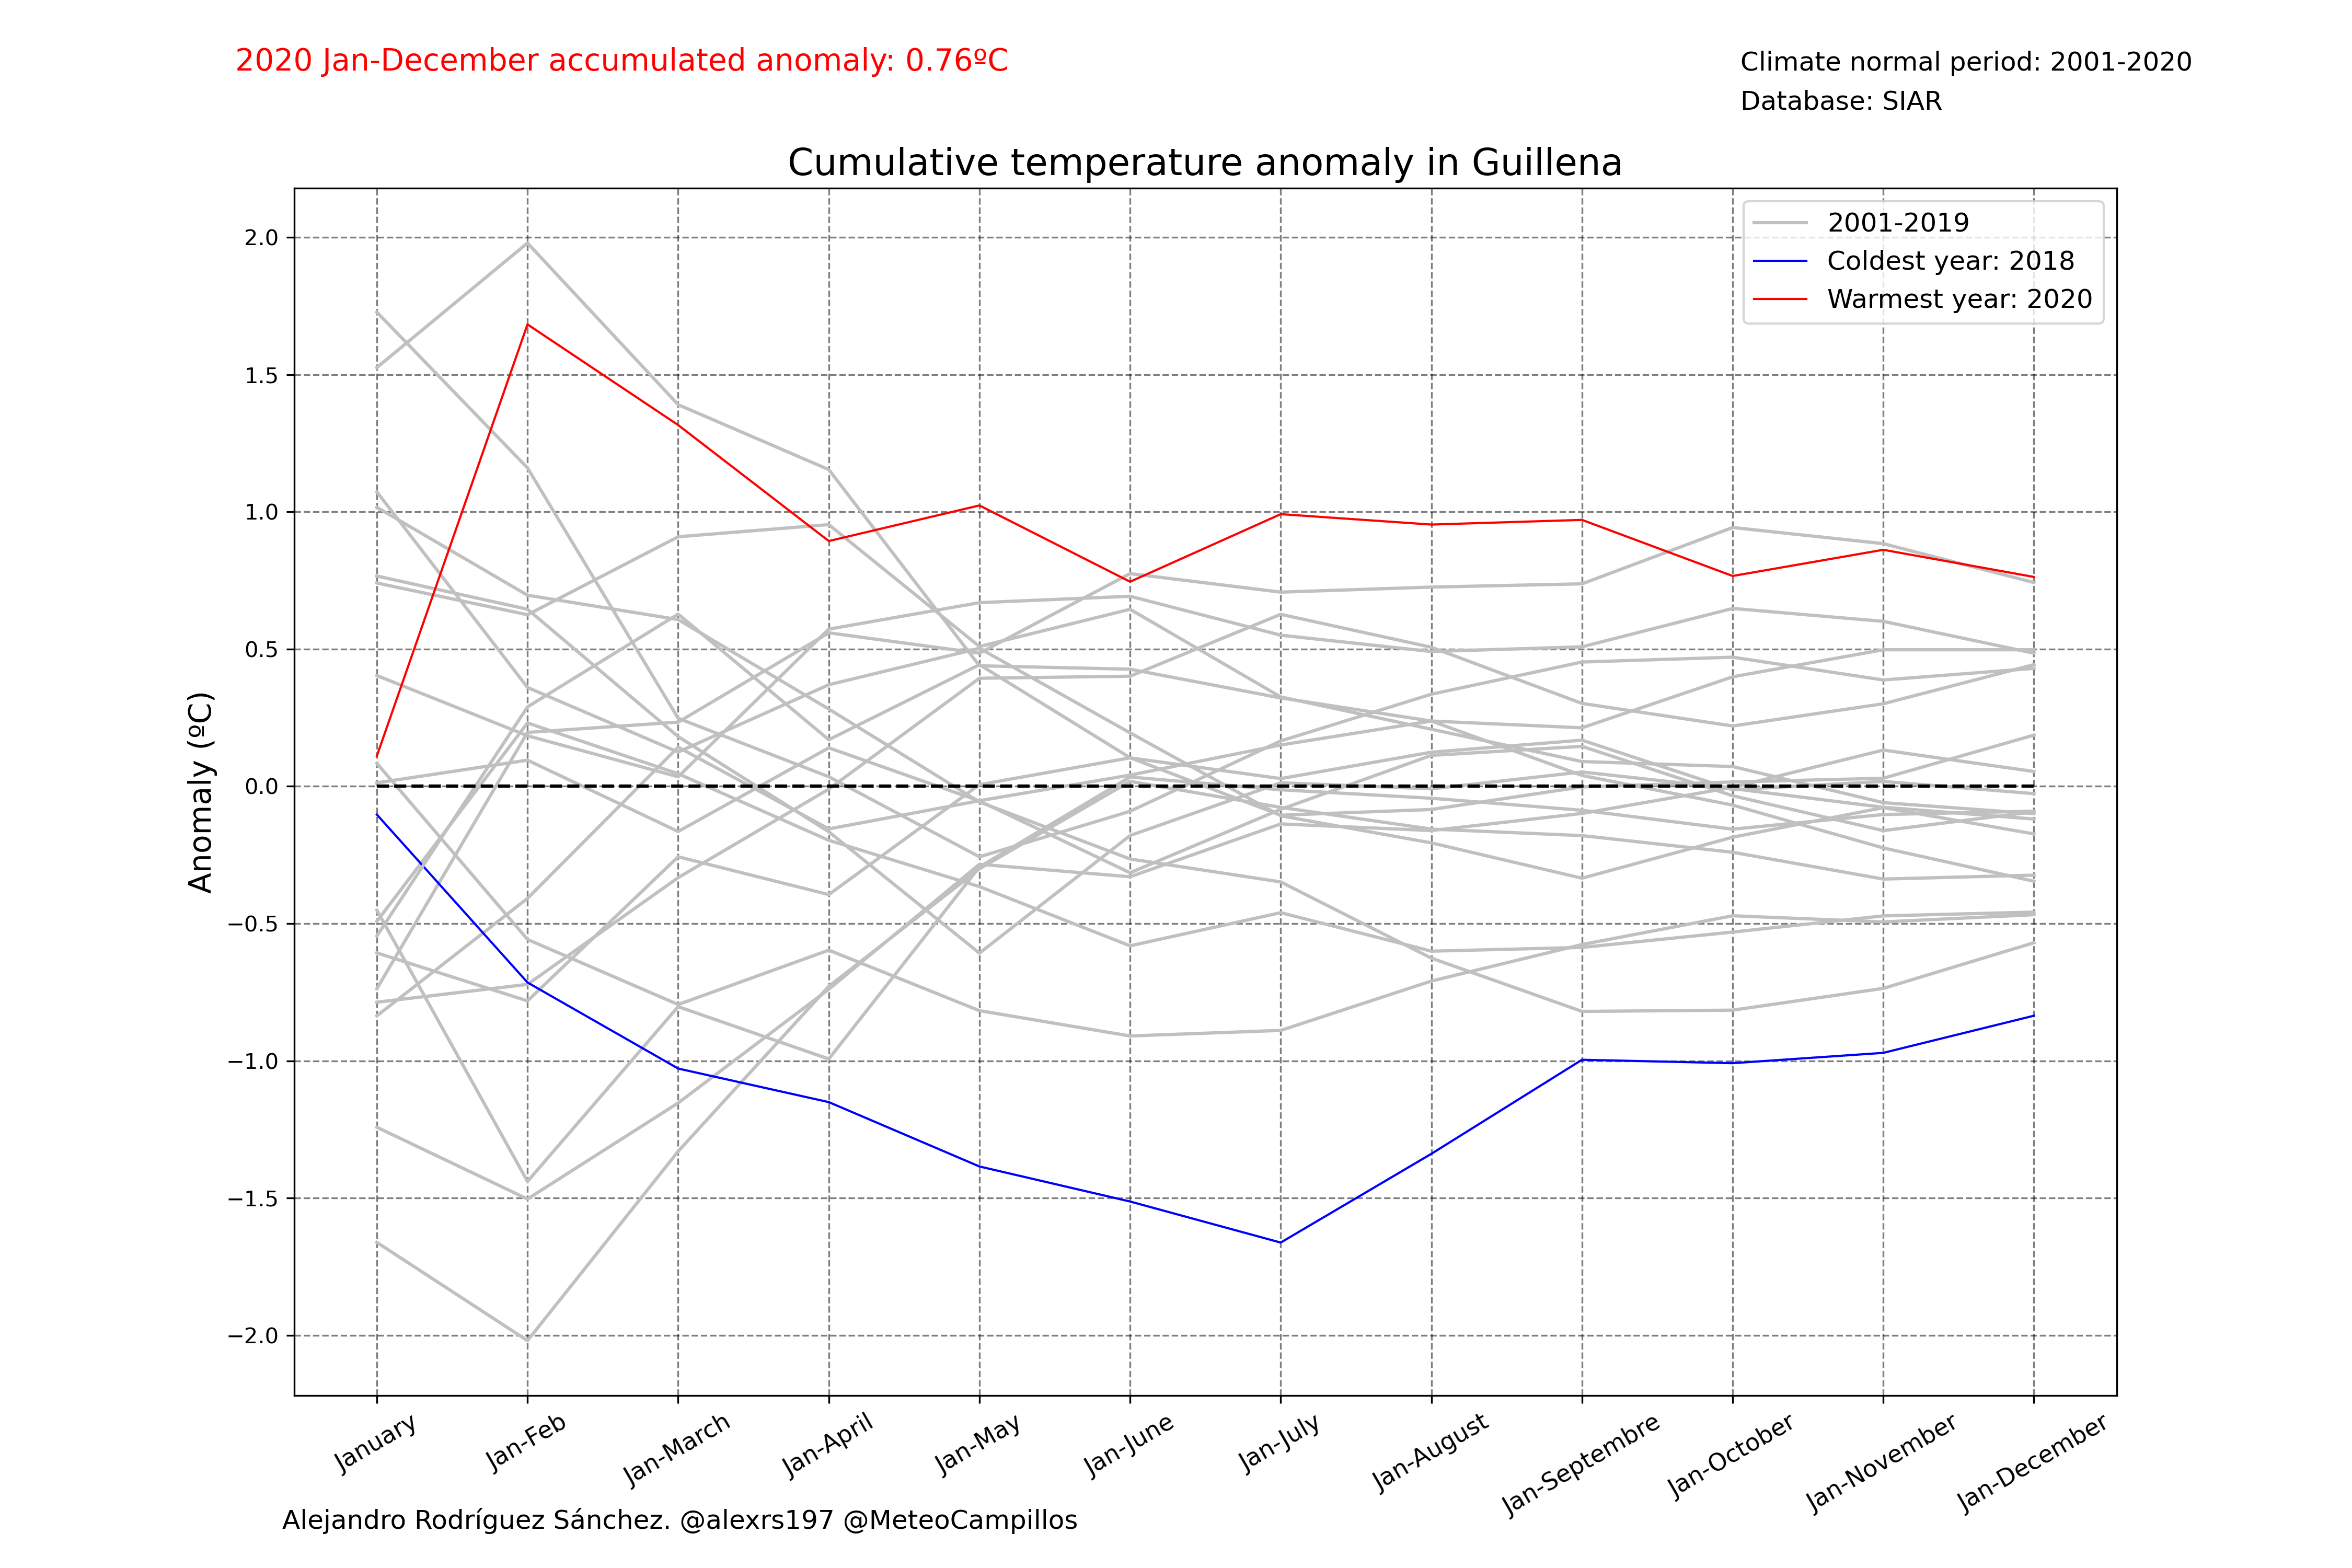 2020 Jan-December accumulated anomaly: 0.76ºC
Climate normal period: 2001-2020
Database: SIAR
Cumulative temperature anomaly in Guillena
2001-2019
Coldest year: 2018
Warmest year: 2020
Anomaly (ºC)
2.0
1.5
1.0
0.5
0.0
−0.5
−1.0
−1.5
−2.0
January
Jan-Feb
Jan-March
Jan-April
Jan-May
Jan-June
Jan-July
Jan-August
Jan-Septembre
Jan-October
Jan-November
Jan-December
Alejandro Rodríguez Sánchez. @alexrs197 @MeteoCampillos